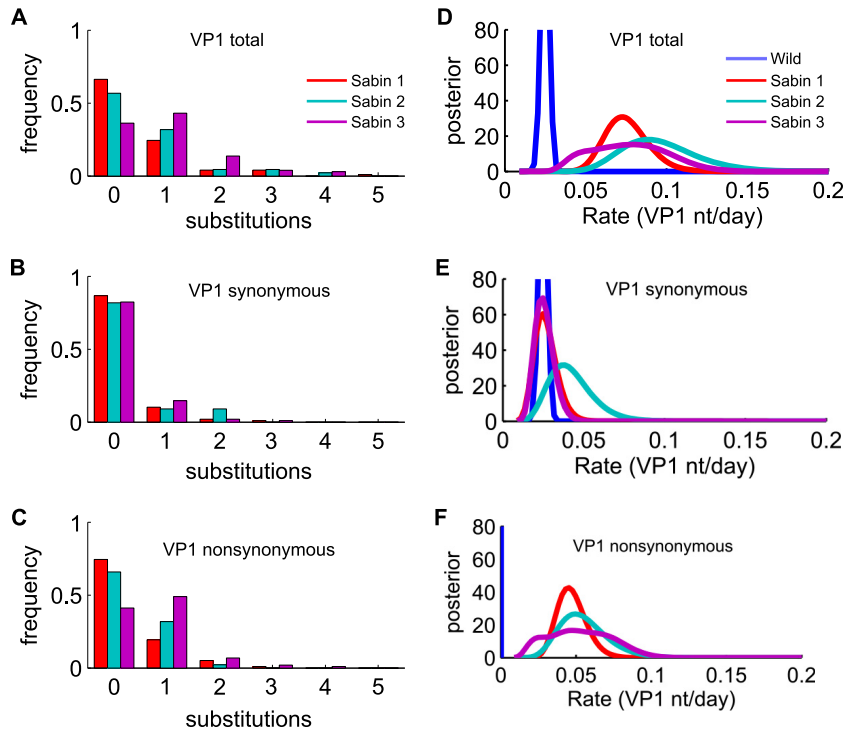 A
VP1 total
1
0.5
0
frequency
Sabin 1
Sabin 2
Sabin 3
0 1 2 3 4 5
substitutions
B
VP1 synonymous
1
0.5
0
frequency
0 1 2 3 4 5
substitutions
C
VP1 nonsynonymous
1
0.5
0
frequency
0 1 2 3 4 5
substitutions
D
VP1 total
80
60
40
20
0
posterior
Wild
Sabin 1
Sabin 2
Sabin 3
0 0.05 0.1 0.15 0.2
Rate (VP1 nt/day)
E
VP1 synonymous
80
60
40
20
0
posterior
0 0.05 0.1 0.15 0.2
Rate (VP1 nt/day)
F
VP1 nonsynonymous
80
60
40
20
0
posterior
0 0.05 0.1 0.15 0.2
Rate (VP1 nt/day)